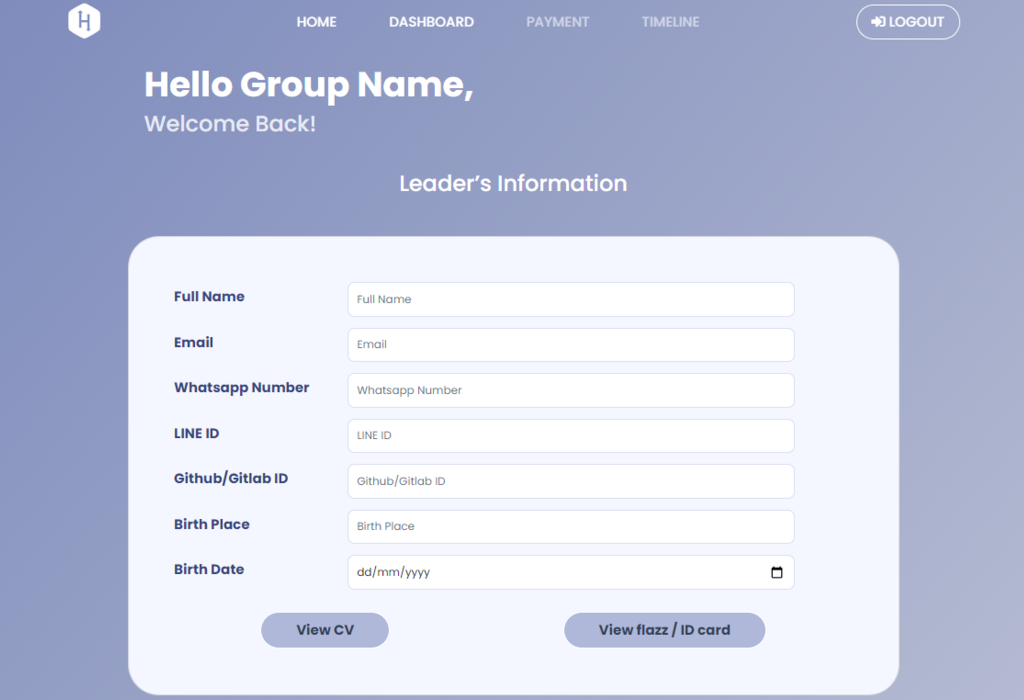 HOME DASHBOARD PAYMENT TIMELINE LOGOUT
Hello Group Name,
Welcome Back!
Leader’s Information
Full Name Full Name
Email Email
Whatsapp Number Whatsapp Number
LINE ID LINE ID
Github/Gitlab ID Github/Gitlab ID
Birth Place Birth Place
Birth Date dd/mm/yyyy
View CV View flazz / ID card